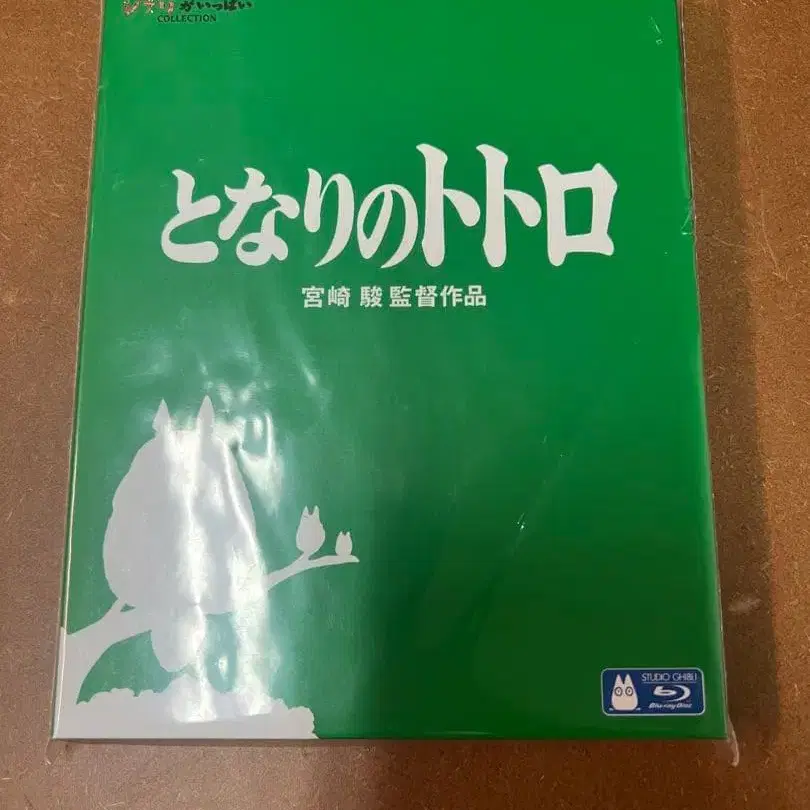 ジブリがいっぱい
COLLECTION
となりのトトロ
宮崎 駿 監督作品
STUDIO GHIBLI
Blu-ray Disc